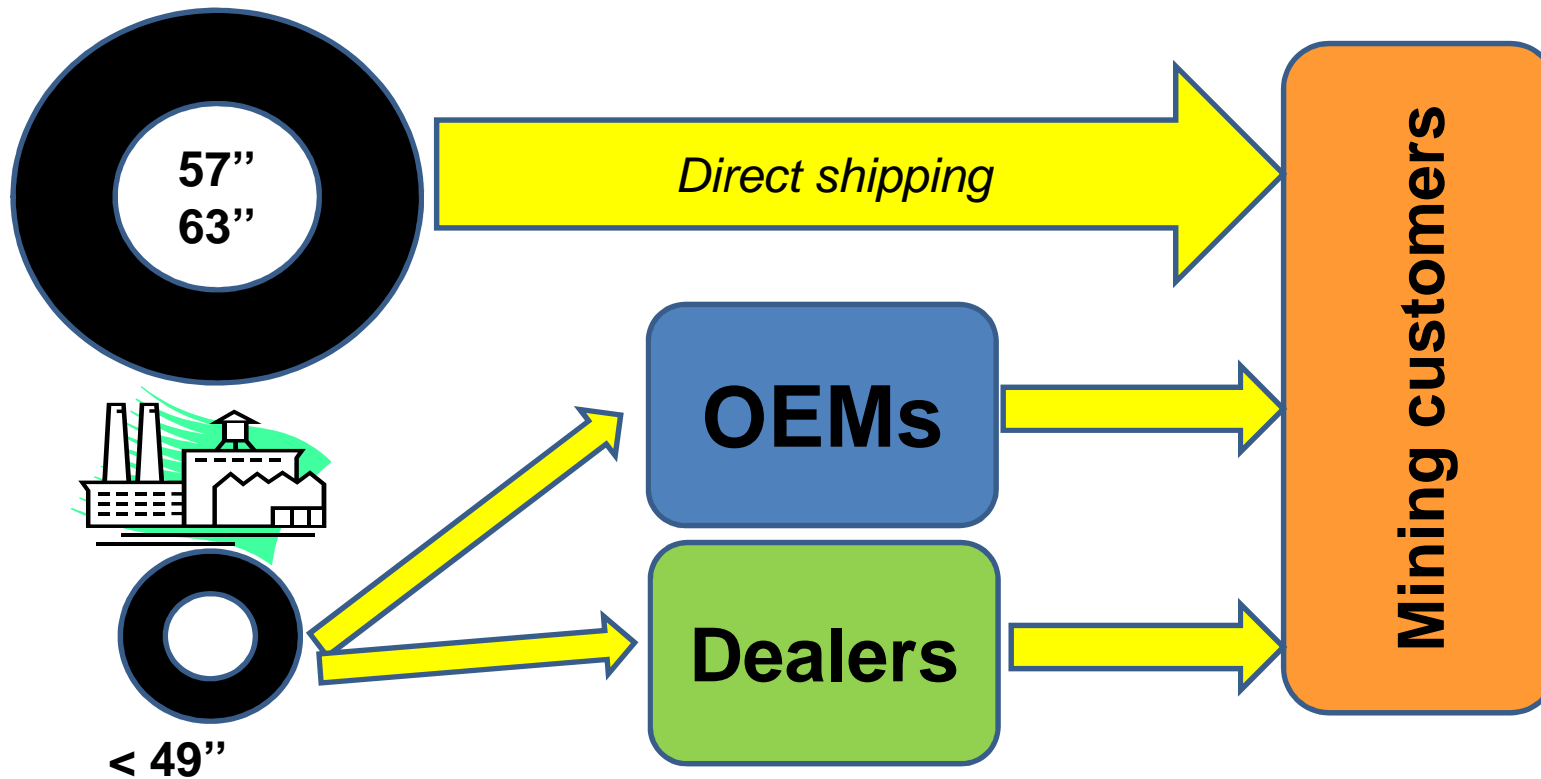 57’’
63’’
Direct shipping
OEMs
Dealers
< 49’’
Mining customers